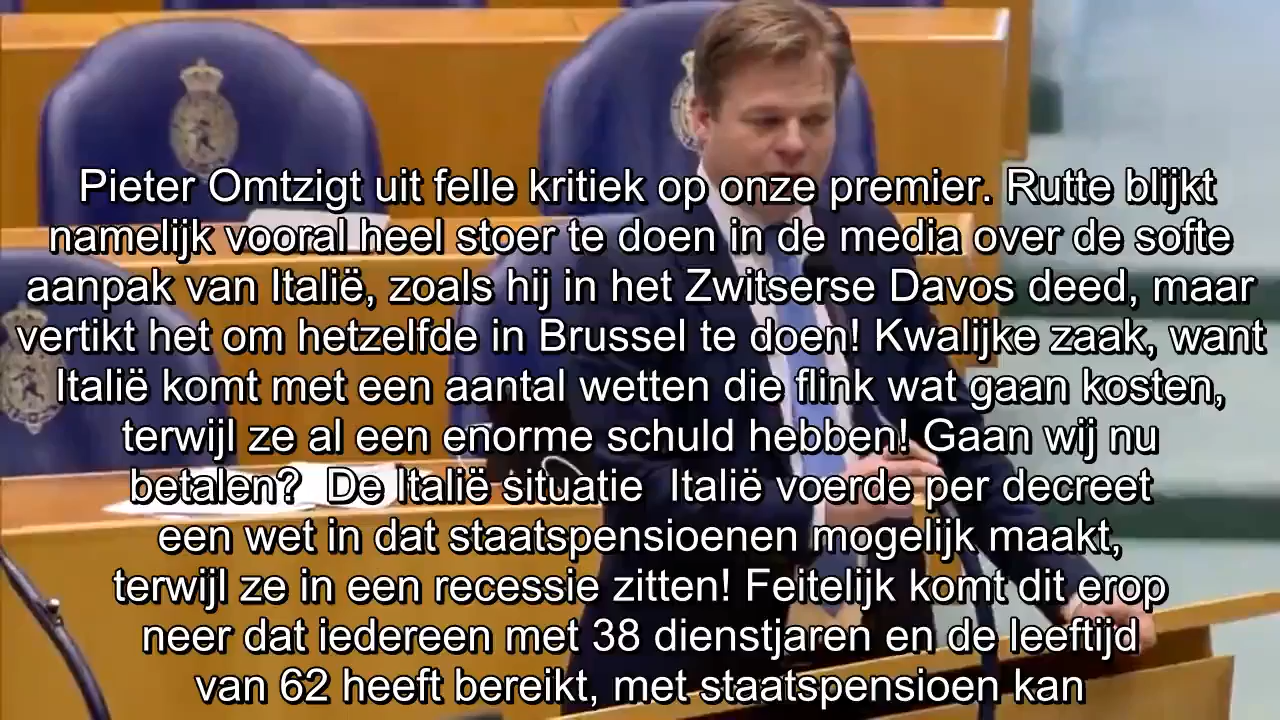 Pieter Omtzigt uit felle kritiek op onze premier. Rutte blijkt
namelijk vooral heel stoer te doen in de media over de softe
aanpak van Italië, zoals hij in het Zwitserse Davos deed, maar
vertikt het om hetzelfde in Brussel te doen! Kwalijke zaak, want
Italië komt met een aantal wetten die flink wat gaan kosten,
terwijl ze al een enorme schuld hebben! Gaan wij nu
betalen?  De Italië situatie  Italië voerde per decreet
een wet in dat staatspensioenen mogelijk maakt,
terwijl ze in een recessie zitten! Feitelijk komt dit erop
neer dat iedereen met 38 dienstjaren en de leeftijd
van 62 heeft bereikt, met staatspensioen kan